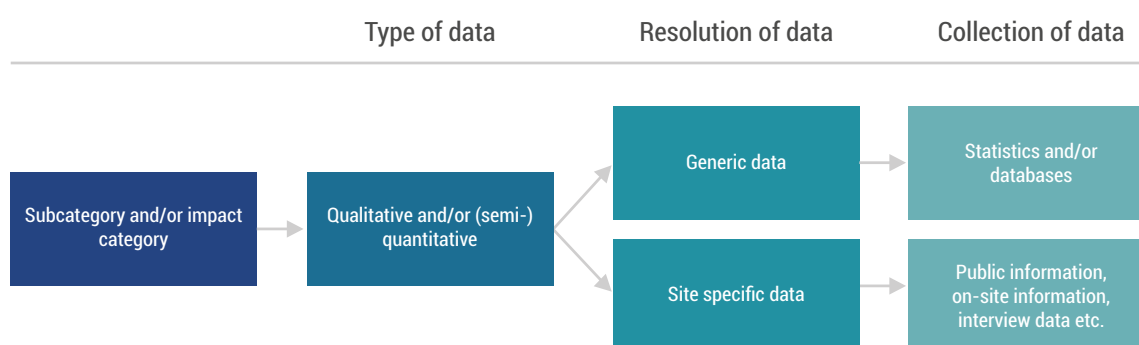 Type of data
Resolution of data
Collection of data
Subcategory and/or impact
category
Qualitative and/or (semi-)
quantitative
Generic data
Statistics and/or
databases
Site specific data
Public information,
on-site information,
interview data etc.